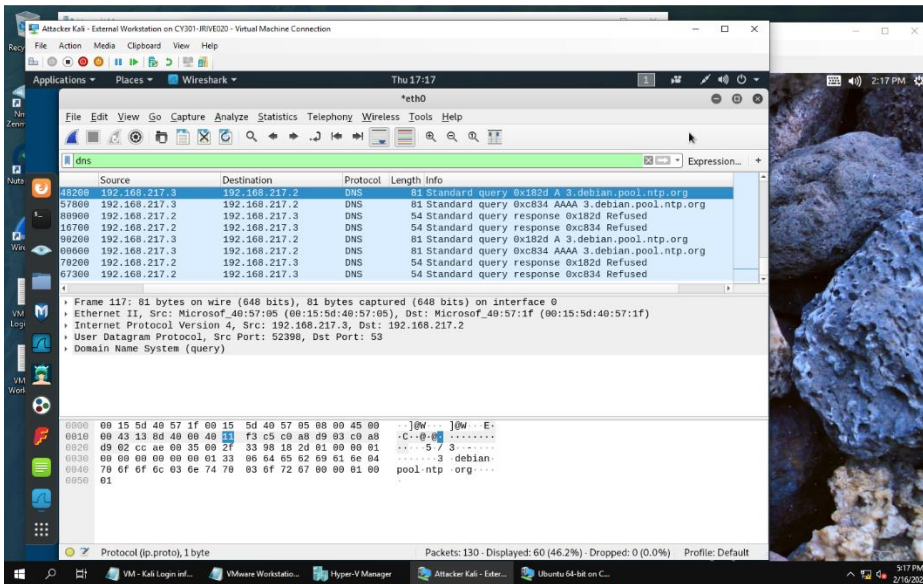 Recy
Attacker Kali - External Workstation on CY301-JRIVE020 - Virtual Machine Connection
File Action Media Clipboard View Help
Applications Places Wireshark Thu 17:17 1
2:17 PM
*eth0
File Edit View Go Capture Analyze Statistics Telephony Wireless Tools Help
dns Expression... +
Source Destination Protocol Length Info
48200 192.168.217.3 192.168.217.2 DNS 81 Standard query 0x182d A 3.debian.pool.ntp.org
57800 192.168.217.3 192.168.217.2 DNS 81 Standard query 0xc834 AAAA 3.debian.pool.ntp.org
80900 192.168.217.2 192.168.217.3 DNS 54 Standard query response 0x182d Refused
16700 192.168.217.2 192.168.217.3 DNS 54 Standard query response 0xc834 Refused
90200 192.168.217.3 192.168.217.2 DNS 81 Standard query 0x182d A 3.debian.pool.ntp.org
00600 192.168.217.3 192.168.217.2 DNS 81 Standard query 0xc834 AAAA 3.debian.pool.ntp.org
70200 192.168.217.2 192.168.217.3 DNS 54 Standard query response 0x182d Refused
67300 192.168.217.2 192.168.217.3 DNS 54 Standard query response 0xc834 Refused
Frame 117: 81 bytes on wire (648 bits), 81 bytes captured (648 bits) on interface 0
Ethernet II, Src: Microsof_40:57:05 (00:15:5d:40:57:05), Dst: Microsof_40:57:1f (00:15:5d:40:57:1f)
Internet Protocol Version 4, Src: 192.168.217.3, Dst: 192.168.217.2
User Datagram Protocol, Src Port: 52398, Dst Port: 53
Domain Name System (query)
0000 00 15 5d 40 57 1f 00 15 5d 40 57 05 08 00 45 00 ··]@W··· ]@W···E·
0010 00 43 13 8d 40 00 40 11 f3 c5 c0 a8 d9 03 c0 a8 ·C··@·@· ········
0020 d9 02 cc ae 00 35 00 2f 33 98 18 2d 01 00 00 01 ·····5·/ 3··-····
0030 00 00 00 00 00 00 01 33 06 64 65 62 69 61 6e 04 ·······3 ·debian·
0040 70 6f 6f 6c 03 6e 74 70 03 6f 72 67 00 00 01 00 pool·ntp ·org····
0050 01 ·
Protocol (ip.proto), 1 byte Packets: 130 · Displayed: 60 (46.2%) · Dropped: 0 (0.0%) Profile: Default
VM - Kali Login inf... VMware Workstatio... Hyper-V Manager Attacker Kali - Exter... Ubuntu 64-bit on C...
5:17 PM